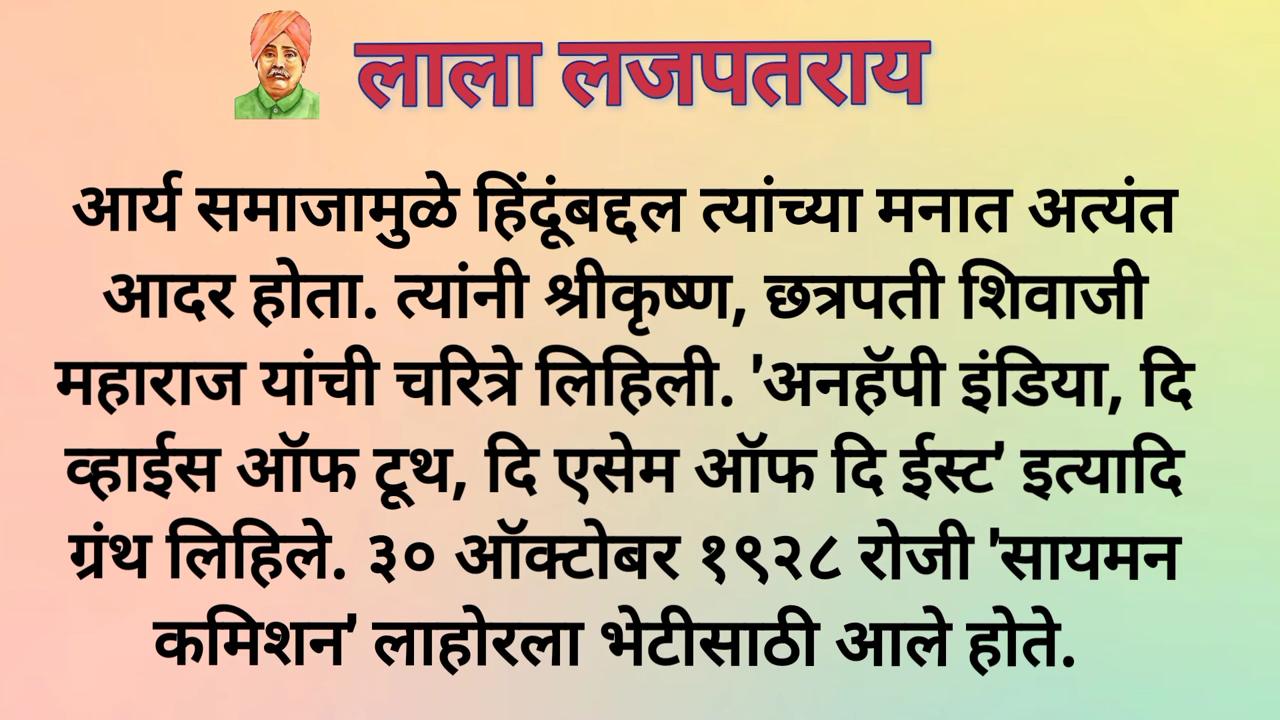 लाला लजपतराय
आर्य समाजामुळे हिंदूंबद्दल त्यांच्या मनात अत्यंत
आदर होता. त्यांनी श्रीकृष्ण, छत्रपती शिवाजी
महाराज यांची चरित्रे लिहिली. 'अनहॅपी इंडिया, दि
व्हाईस ऑफ टूथ, दि एसेम ऑफ दि ईस्ट' इत्यादि
ग्रंथ लिहिले. ३० ऑक्टोबर १९२८ रोजी 'सायमन
कमिशन' लाहोरला भेटीसाठी आले होते.